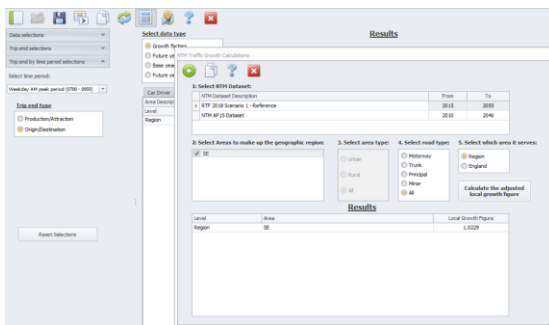 Data selections
Trip end selections
Trip end by time period selections
Select time period:
Weekday AM peak period (0700 - 0959)
Trip end type
Production/Attraction
Origin/Destination
Reset Selections
Select data type
Growth factors
Future ye
Base yea
Future ye
Car Driver
Area Descrip
Level
Region
Results
NTM Traffic Growth Calculations
1: Select NTM Dataset:
NTM Dataset Description From To
RTF 2018 Scenario 1 - Reference 2015 2050
NTM AF15 Dataset 2010 2040
2: Select Areas to make up the geographic region:
SE
3. Select area type:
Urban
Rural
All
4. Select road type:
Motorway
Trunk
Principal
Minor
All
5. Select which area it serves:
Region
England
Calculate the adjusted
local growth figure
Results
Level Area Local Growth Figure
Region SE 1.0229